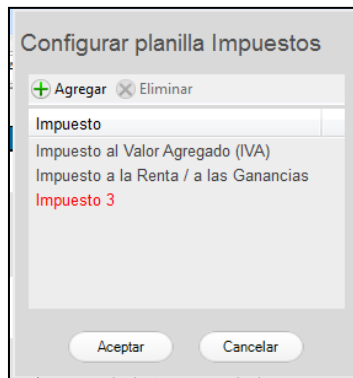 Configurar planilla Impuestos
Agregar Eliminar
Impuesto
Impuesto al Valor Agregado (IVA)
Impuesto a la Renta / a las Ganancias
Impuesto 3
Aceptar Cancelar